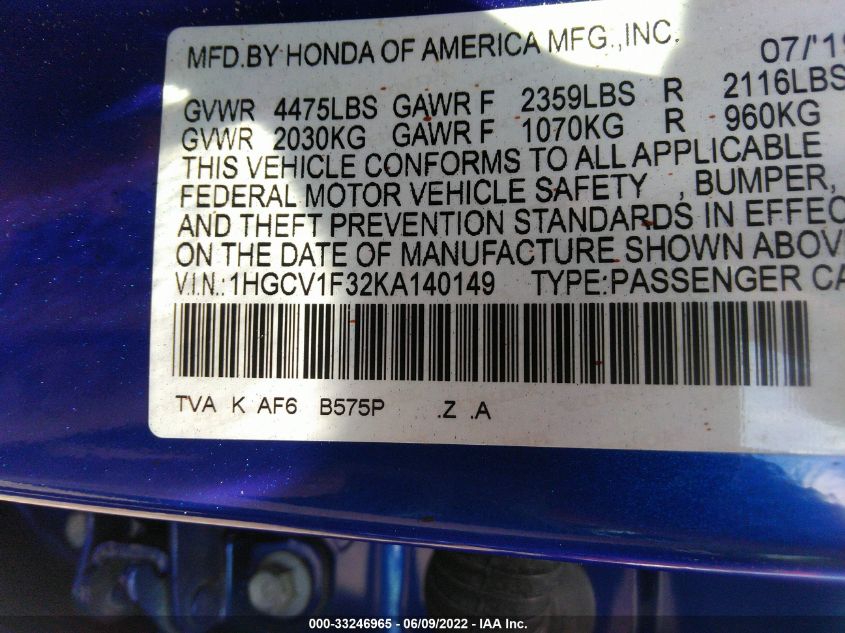 MFD.BY HONDA OF AMERICA MFG.,INC. 07/'19
GVWR 4475LBS GAWR F 2359LBS R 2116LBS
GVWR 2030KG GAWR F 1070KG R 960KG
THIS VEHICLE CONFORMS TO ALL APPLICABLE
FEDERAL MOTOR VEHICLE SAFETY , BUMPER,
AND THEFT PREVENTION STANDARDS IN EFFEC
ON THE DATE OF MANUFACTURE SHOWN ABOV
V.I.N.:1HGCV1F32KA140149 TYPE:PASSENGER CA
TVA K AF6 B575P .Z .A
000-33246965 - 06/09/2022 - IAA Inc.